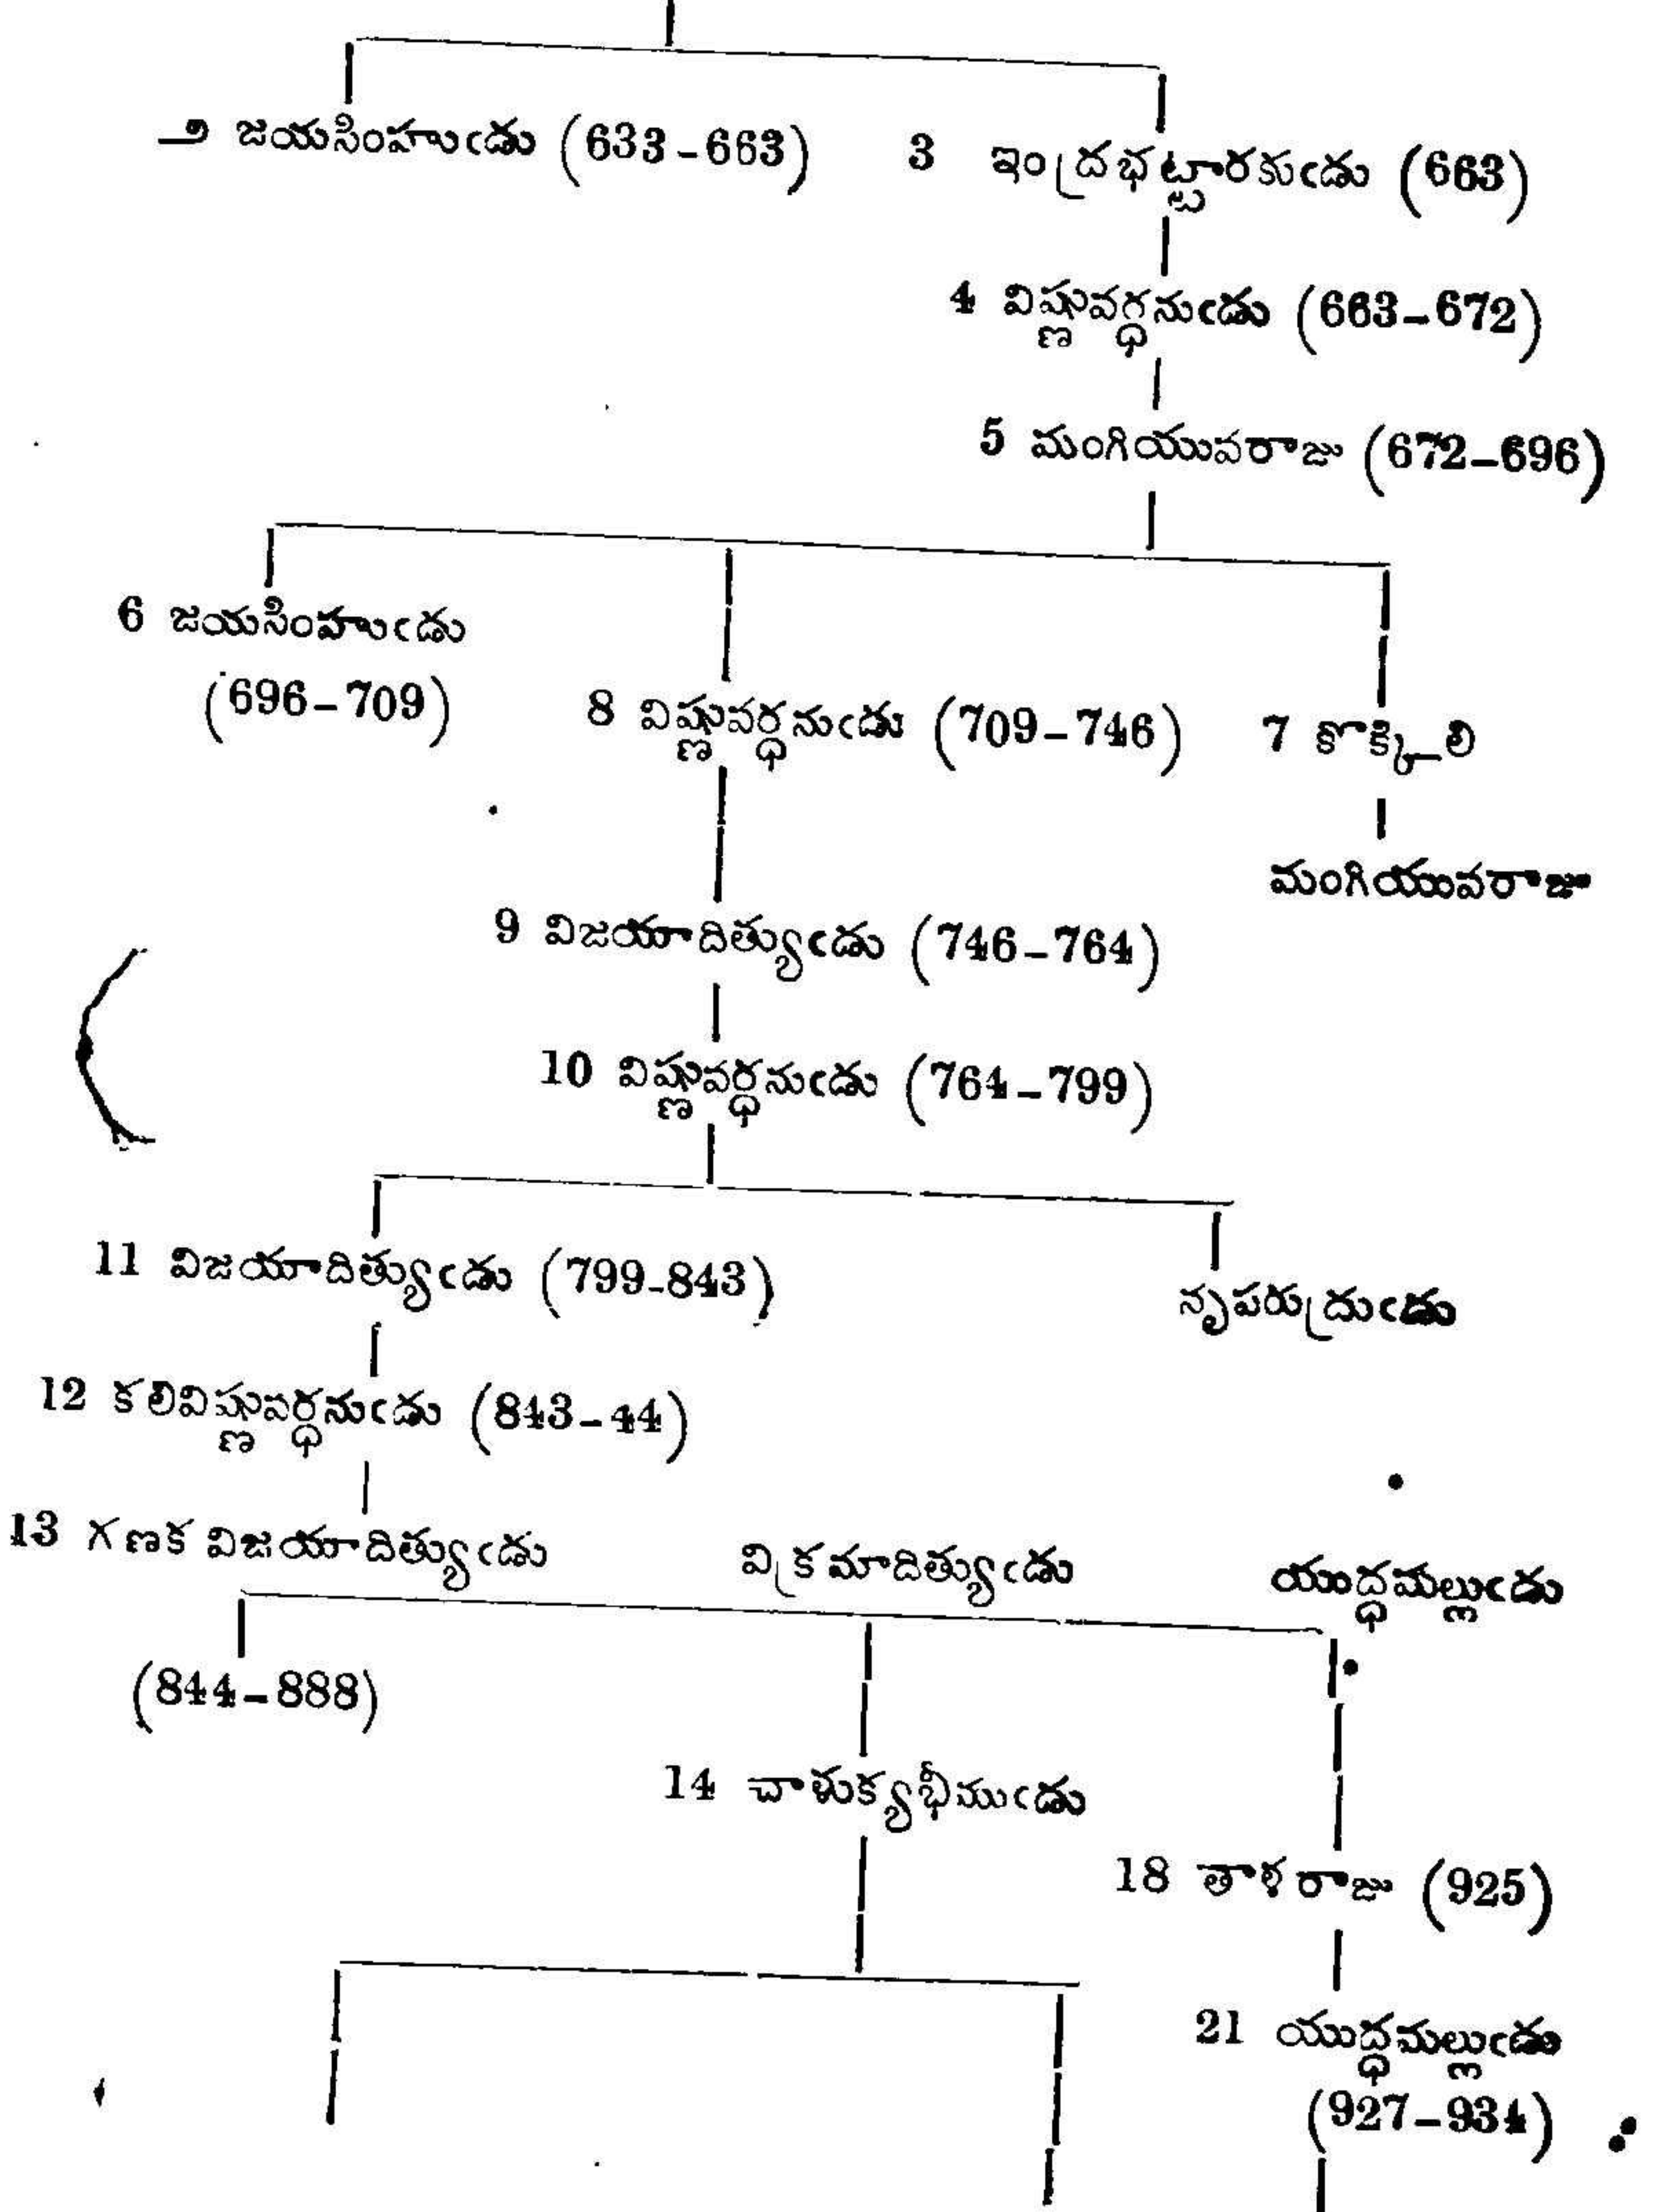 ౨ జయసింహుఁడు (633-663) 3 ఇంద్రభట్టారకుఁడు (663)
4 విష్ణువర్ధనుఁడు (663-672)
5 మంగియువరాజు (672-696)
6 జయసింహుఁడు
(696-709)
8 విష్ణువర్ధనుఁడు (709-746) 7 కొక్కిలి
మంగియువరాజు
9 విజయాదిత్యుఁడు (746-764)
10 విష్ణువర్ధనుఁడు (764-799)
11 విజయాదిత్యుఁడు (799-843) నృపరుద్రుఁడు
12 కలివిష్ణువర్ధనుఁడు (843-44)
13 గణక విజయాదిత్యుఁడు విక్రమాదిత్యుఁడు యుద్ధమల్లుఁడు
(844-888)
14 చాళుక్యభీముఁడు
18 తాళరాజు (925)
21 యుద్ధమల్లుఁడు
(927-934)